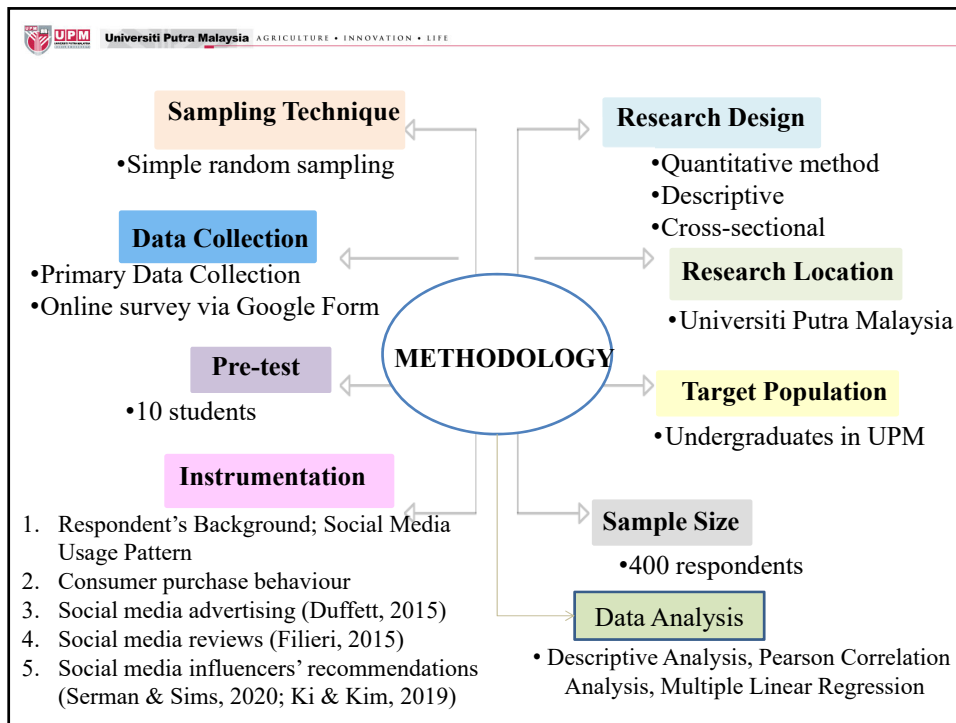 UPM
UNIVERSITI PUTRA MALAYSIA
Universiti Putra Malaysia AGRICULTURE • INNOVATION • LIFE
Sampling Technique
•Simple random sampling
Data Collection
•Primary Data Collection
•Online survey via Google Form
Pre-test
•10 students
Instrumentation
1. Respondent’s Background; Social Media
Usage Pattern
2. Consumer purchase behaviour
3. Social media advertising (Duffett, 2015)
4. Social media reviews (Filieri, 2015)
5. Social media influencers’ recommendations
(Serman & Sims, 2020; Ki & Kim, 2019)
METHODOLOGY
Research Design
•Quantitative method
•Descriptive
•Cross-sectional
Research Location
•Universiti Putra Malaysia
Target Population
•Undergraduates in UPM
Sample Size
•400 respondents
Data Analysis
• Descriptive Analysis, Pearson Correlation
Analysis, Multiple Linear Regression